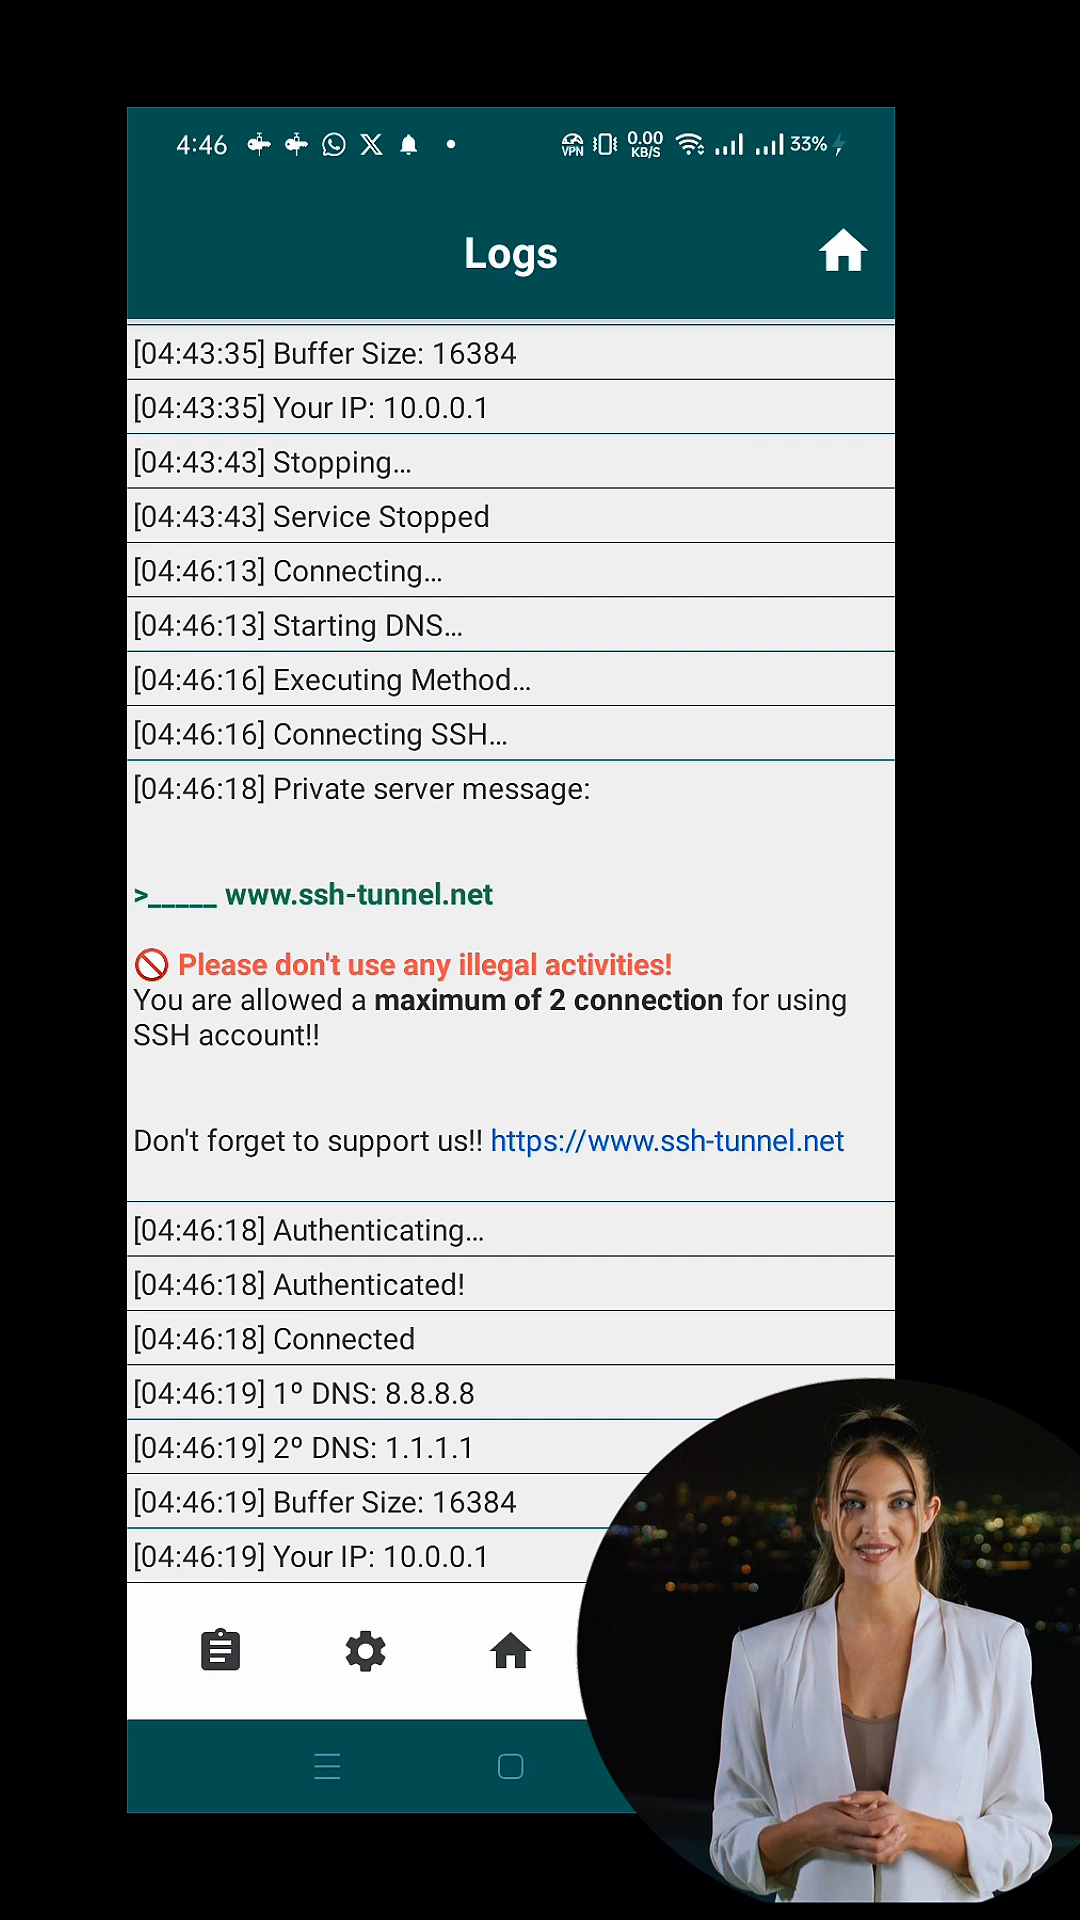 4:46 VPN 0.00 KB/S 33%
Logs
[04:43:35] Buffer Size: 16384
[04:43:35] Your IP: 10.0.0.1
[04:43:43] Stopping...
[04:43:43] Service Stopped
[04:46:13] Connecting...
[04:46:13] Starting DNS...
[04:46:16] Executing Method...
[04:46:16] Connecting SSH...
[04:46:18] Private server message:
>_____ www.ssh-tunnel.net
🚫 Please don't use any illegal activities!
You are allowed a maximum of 2 connection for using
SSH account!!
Don't forget to support us!! https://www.ssh-tunnel.net
[04:46:18] Authenticating...
[04:46:18] Authenticated!
[04:46:18] Connected
[04:46:19] 1º DNS: 8.8.8.8
[04:46:19] 2º DNS: 1.1.1.1
[04:46:19] Buffer Size: 16384
[04:46:19] Your IP: 10.0.0.1